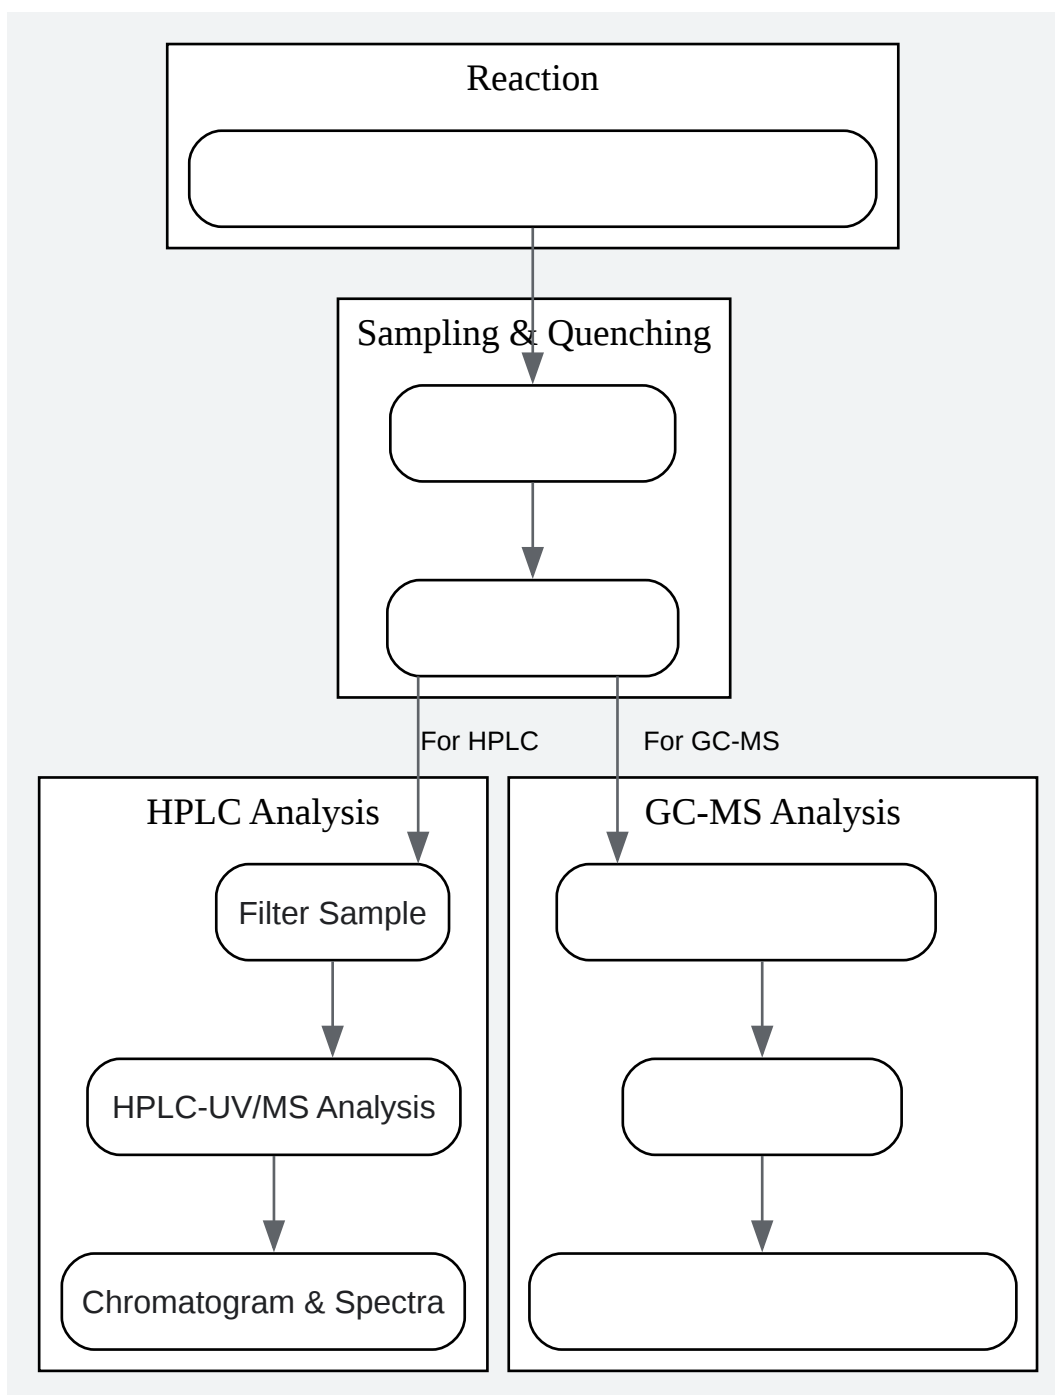 Reaction
Sampling & Quenching
For HPLC
For GC-MS
HPLC Analysis
GC-MS Analysis
Filter Sample
HPLC-UV/MS Analysis
Chromatogram & Spectra